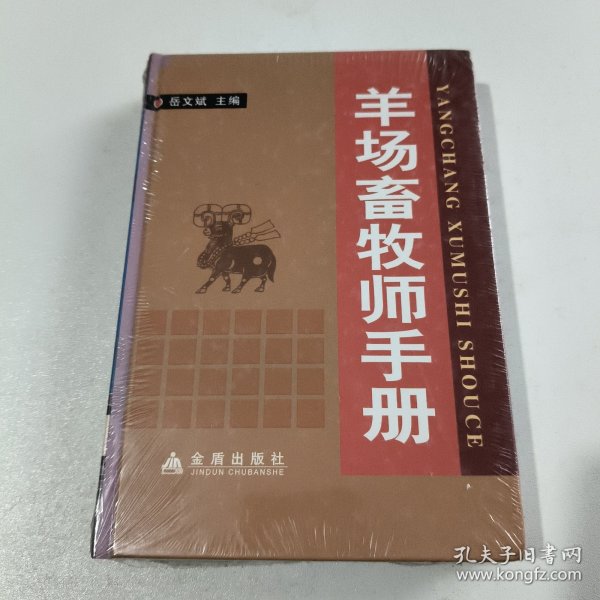 岳文斌 主编
羊场畜牧师手册
YANGCHANG XUMUSHI SHOUCE
金盾出版社
JINDUN CHUBANSHE
孔夫子旧书网
www.kongfz.com